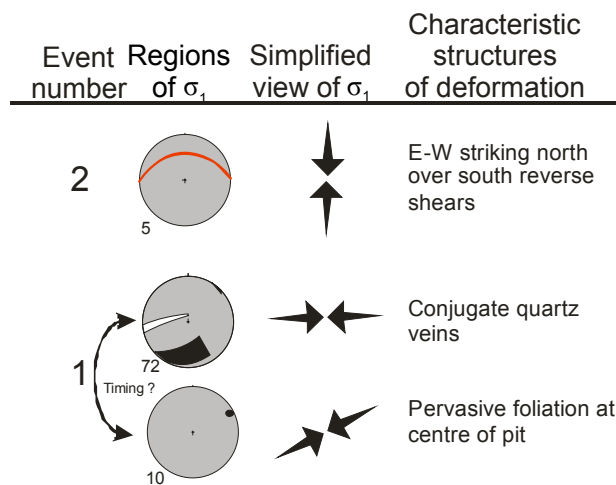 Event number
Regions of σ1
Simplified view of σ1
Characteristic structures of deformation
2
5
E-W striking north
over south reverse
shears
1
Timing ?
72
Conjugate quartz
veins
10
Pervasive foliation at
centre of pit